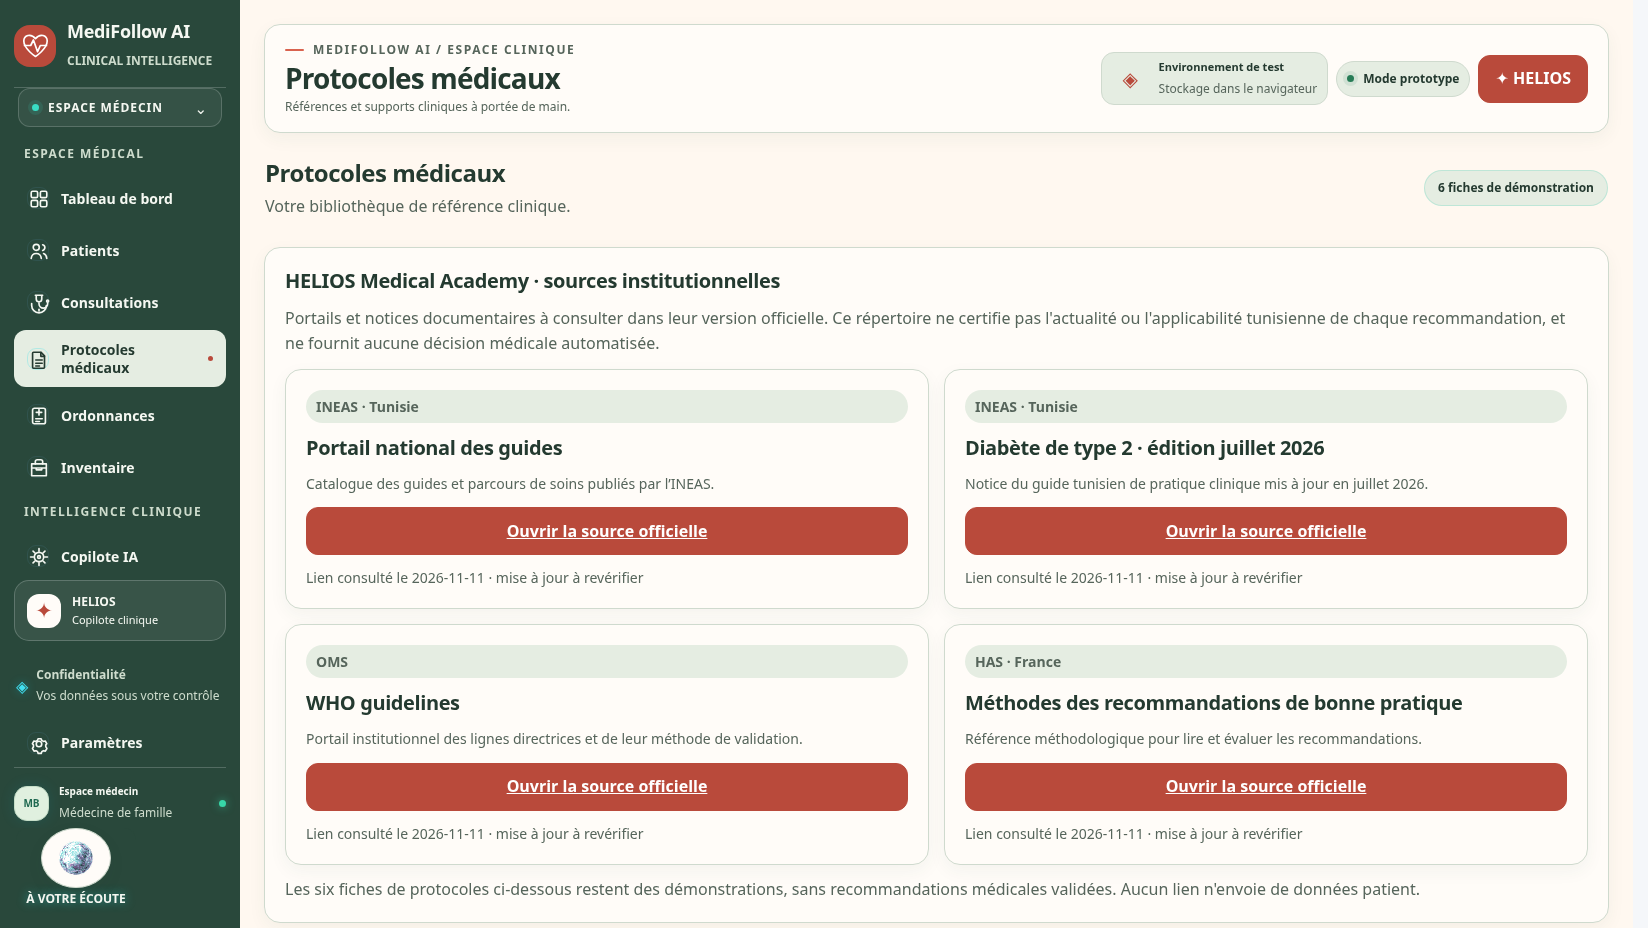 MediFollow AI
CLINICAL INTELLIGENCE
ESPACE MÉDECIN
ESPACE MÉDICAL
Tableau de bord
Patients
Consultations
Protocoles
médicaux
Ordonnances
Inventaire
INTELLIGENCE CLINIQUE
Copilote IA
HELIOS
Copilote clinique
Confidentialité
Vos données sous votre contrôle
Paramètres
MB
Espace médecin
Médecine de famille
À VOTRE ÉCOUTE
MEDIFOLLOW AI / ESPACE CLINIQUE
Protocoles médicaux
Références et supports cliniques à portée de main.
Environnement de test
Stockage dans le navigateur
Mode prototype
✦ HELIOS
Protocoles médicaux
Votre bibliothèque de référence clinique.
6 fiches de démonstration
HELIOS Medical Academy · sources institutionnelles
Portails et notices documentaires à consulter dans leur version officielle. Ce répertoire ne certifie pas l'actualité ou l'applicabilité tunisienne de chaque recommandation, et
ne fournit aucune décision médicale automatisée.
INEAS · Tunisie
Portail national des guides
Catalogue des guides et parcours de soins publiés par l’INEAS.
Ouvrir la source officielle
Lien consulté le 2026-11-11 · mise à jour à revérifier
INEAS · Tunisie
Diabète de type 2 · édition juillet 2026
Notice du guide tunisien de pratique clinique mis à jour en juillet 2026.
Ouvrir la source officielle
Lien consulté le 2026-11-11 · mise à jour à revérifier
OMS
WHO guidelines
Portail institutionnel des lignes directrices et de leur méthode de validation.
Ouvrir la source officielle
Lien consulté le 2026-11-11 · mise à jour à revérifier
HAS · France
Méthodes des recommandations de bonne pratique
Référence méthodologique pour lire et évaluer les recommandations.
Ouvrir la source officielle
Lien consulté le 2026-11-11 · mise à jour à revérifier
Les six fiches de protocoles ci-dessous restent des démonstrations, sans recommandations médicales validées. Aucun lien n'envoie de données patient.